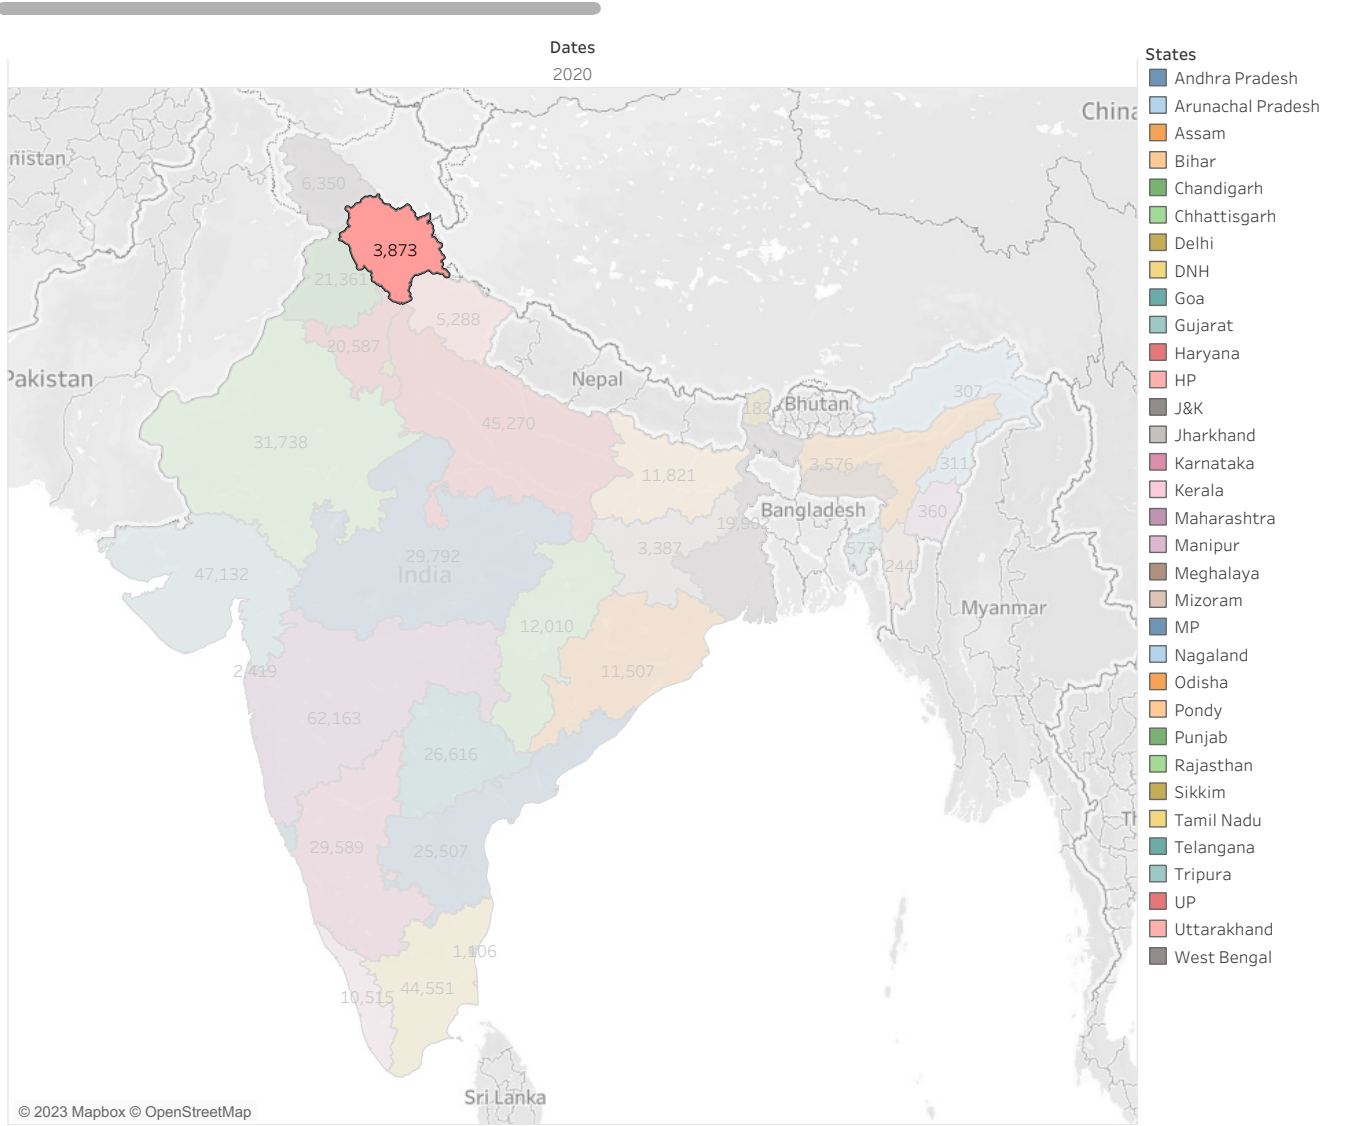 Dates
2020
States
Andhra Pradesh
Arunachal Pradesh
Assam
Bihar
Chandigarh
Chhattisgarh
Delhi
DNH
Goa
Gujarat
Haryana
HP
J&K
Jharkhand
Karnataka
Kerala
Maharashtra
Manipur
Meghalaya
Mizoram
MP
Nagaland
Odisha
Pondy
Punjab
Rajasthan
Sikkim
Tamil Nadu
Telangana
Tripura
UP
Uttarakhand
West Bengal
China
nistan
6,350
3,873
21,361
5,288
20,587
Pakistan
Nepal
307
182
Bhutan
45,270
31,738
3,576
311
11,821
Bangladesh
360
19,902
3,387
573
29,792
244
47,132
India
Myanmar
12,010
2,419
11,507
62,163
26,616
Th
29,589
25,507
1,106
44,551
10,515
Sri Lanka
© 2023 Mapbox © OpenStreetMap